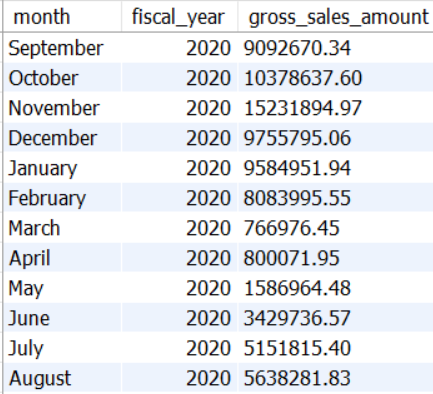 month fiscal_year gross_sales_amount
September 2020 9092670.34
October 2020 10378637.60
November 2020 15231894.97
December 2020 9755795.06
January 2020 9584951.94
February 2020 8083995.55
March 2020 766976.45
April 2020 800071.95
May 2020 1586964.48
June 2020 3429736.57
July 2020 5151815.40
August 2020 5638281.83